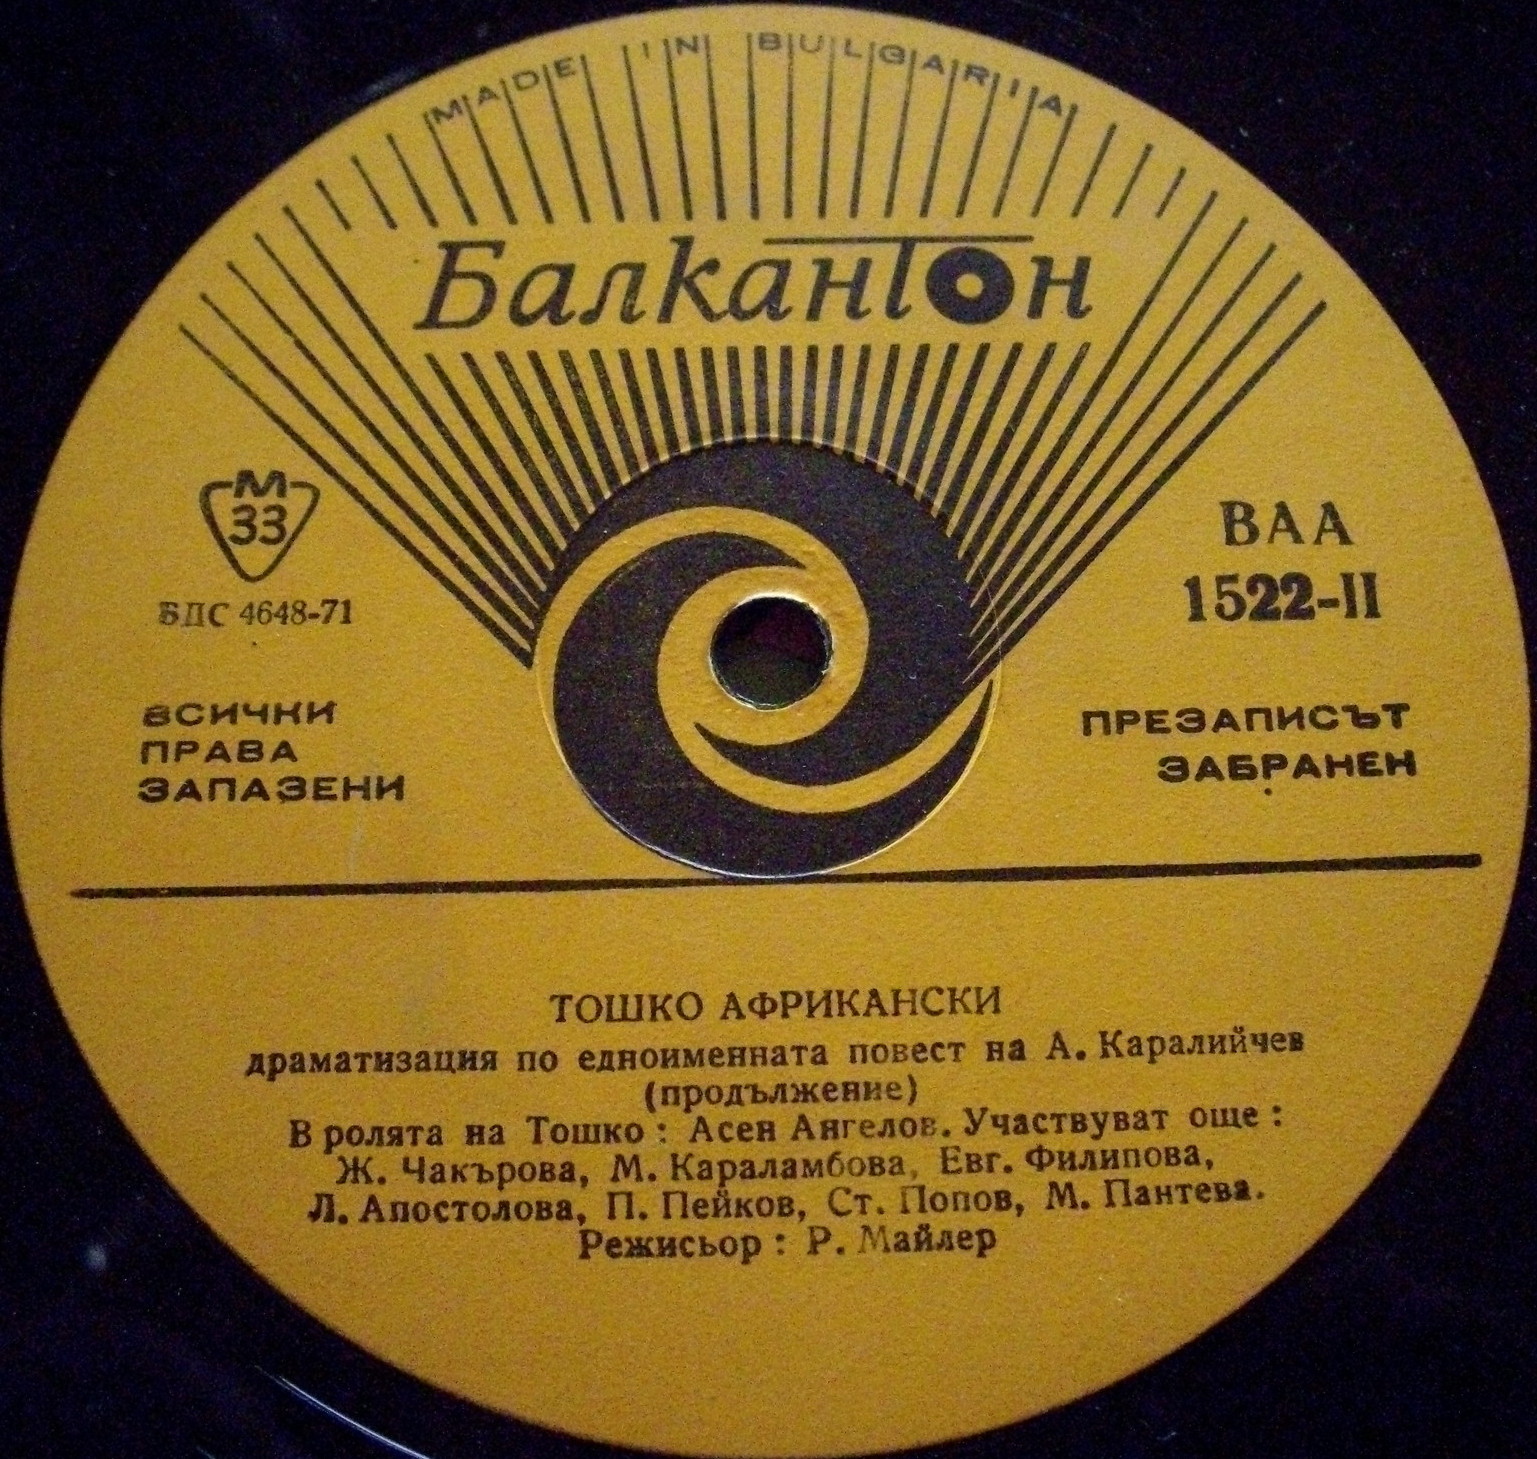 MADE IN BULGARIA
Балкантон
М
33
БДС 4648-71
ВСИЧКИ
ПРАВА
ЗАПАЗЕНИ
ВАА
1522-II
ПРЕЗАПИСЪТ
ЗАБРАНЕН
ТОШКО АФРИКАНСКИ
драматизация по едноименната повест на А. Каралийчев
(продължение)
В ролята на Тошко : Асен Ангелов. Участвуват още :
Ж. Чакърова, М. Караламбова, Евг. Филипова,
Л. Апостолова, П. Пейков, Ст. Попов, М. Пантева.
Режисьор : Р. Майлер